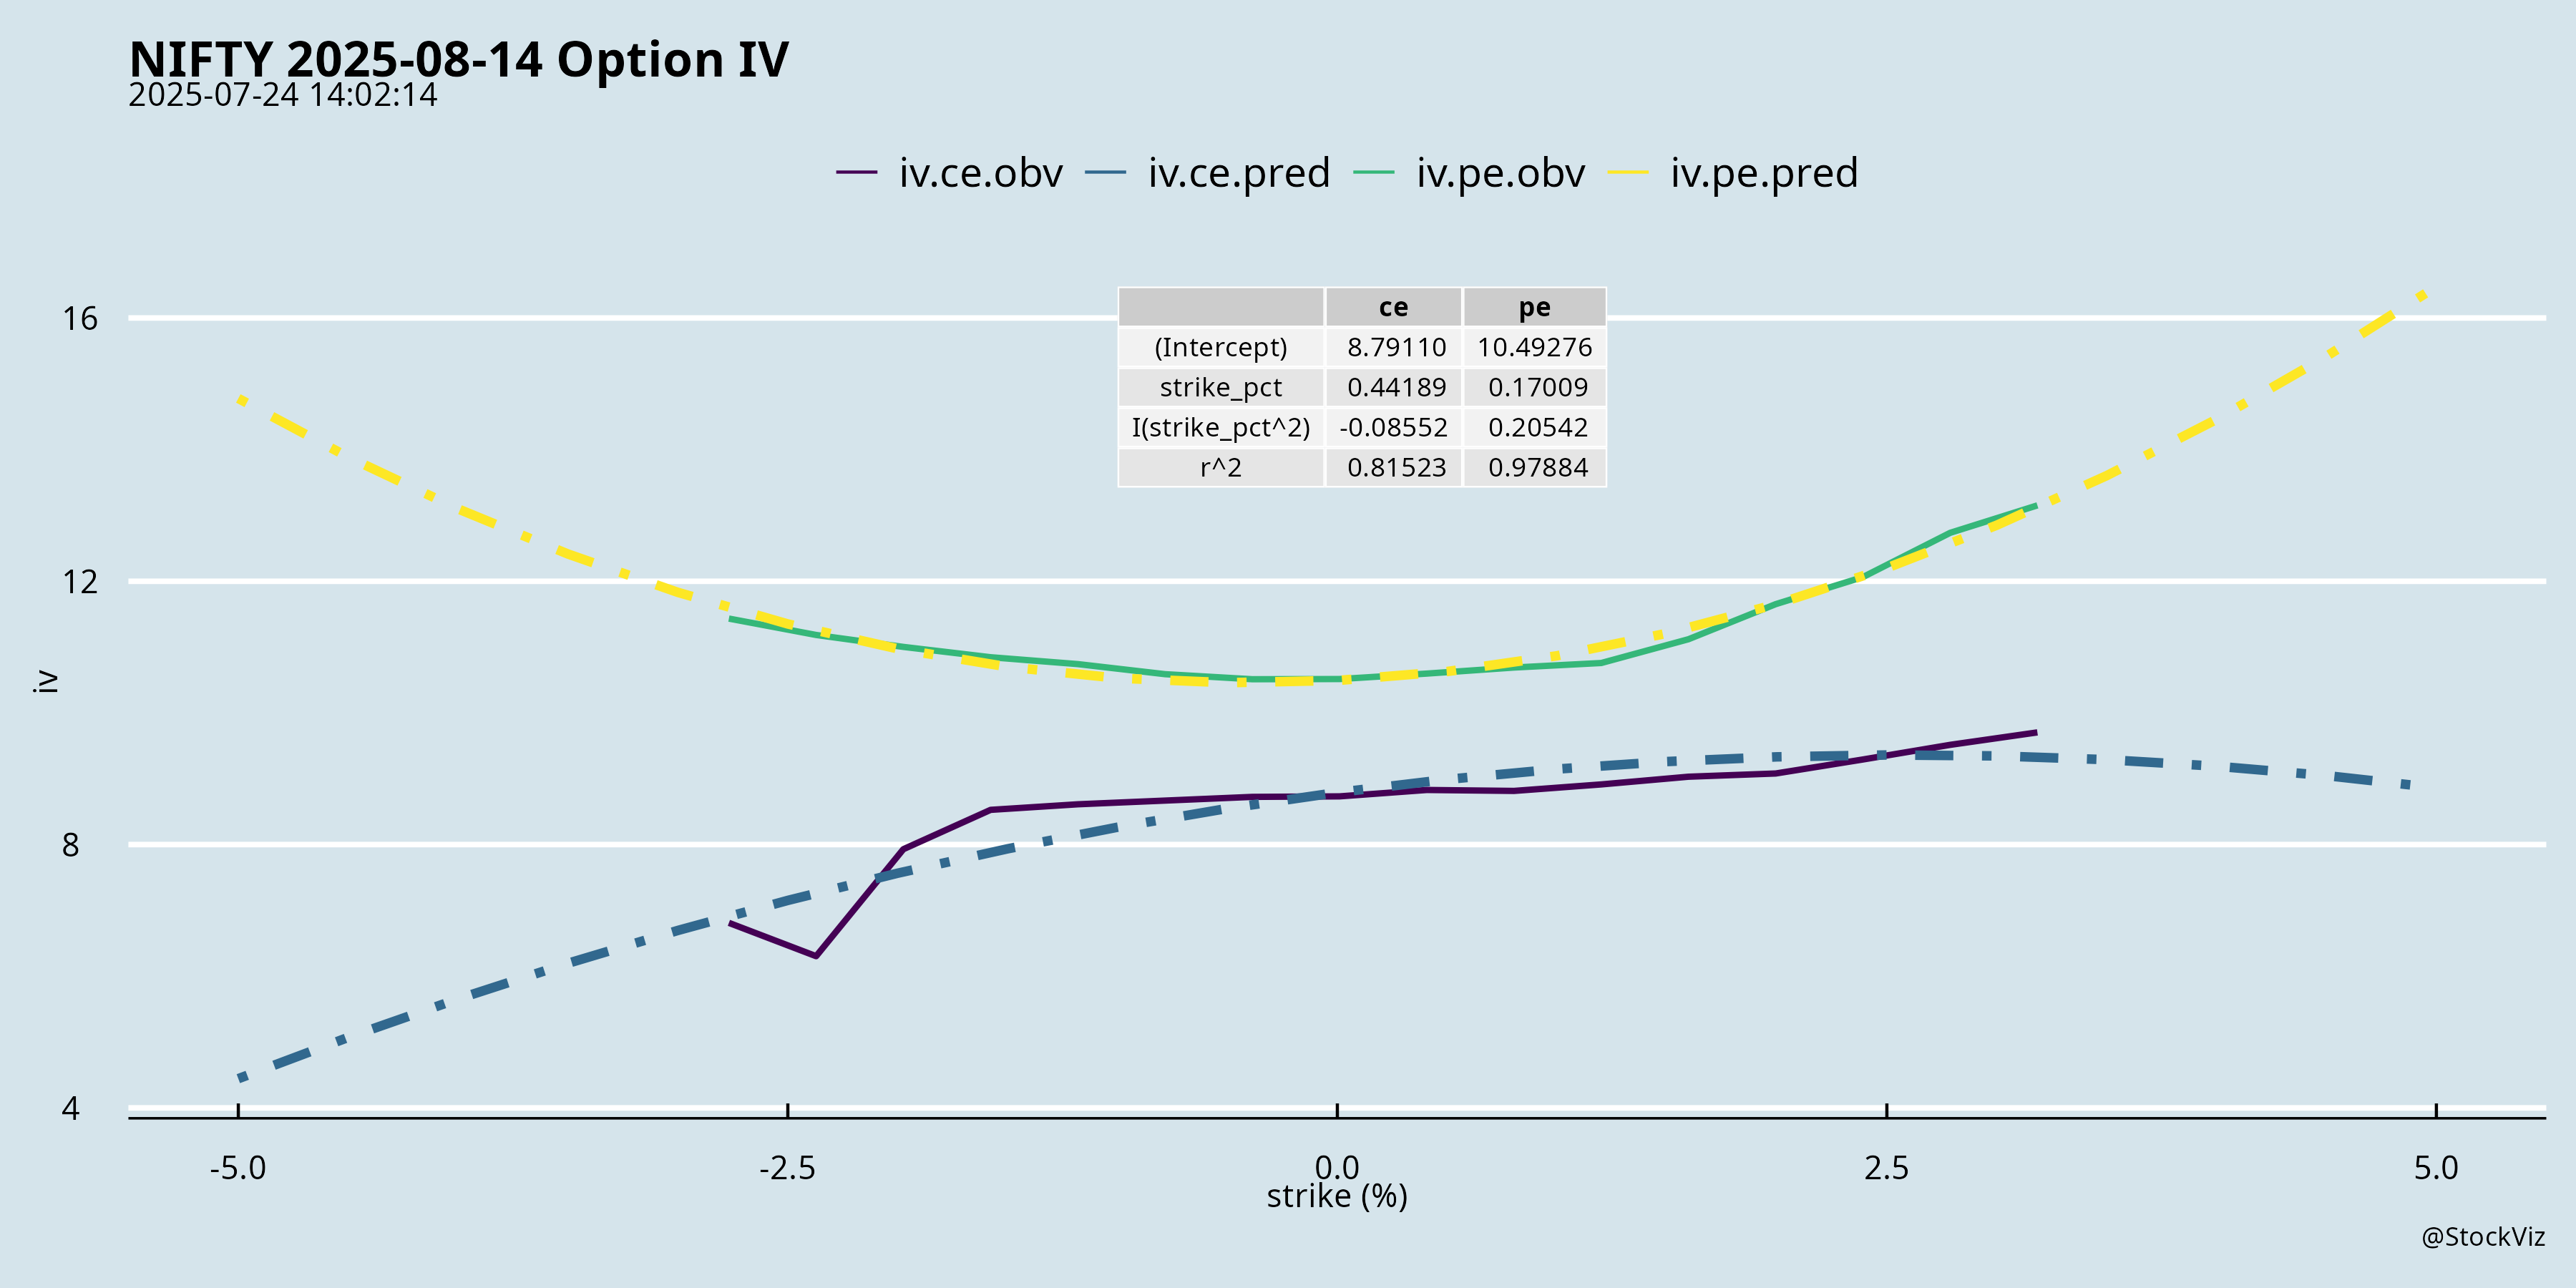 NIFTY 2025-08-14 Option IV
2025-07-24 14:02:14
iv.ce.obv iv.ce.pred iv.pe.obv iv.pe.pred
ce pe
(Intercept) 8.79110 10.49276
strike_pct 0.44189 0.17009
I(strike_pct^2) -0.08552 0.20542
r^2 0.81523 0.97884
16
12
8
4
iv
-5.0 -2.5 0.0 2.5 5.0
strike (%)
@StockViz